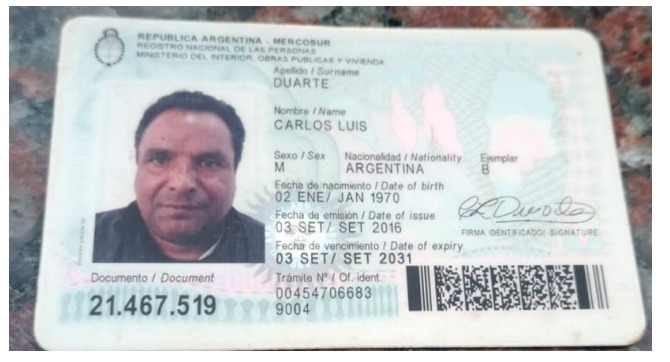 REPUBLICA ARGENTINA - MERCOSUR
REGISTRO NACIONAL DE LAS PERSONAS
MINISTERIO DEL INTERIOR, OBRAS PUBLICAS Y VIVIENDA
Apellido / Surname
DUARTE
Nombre / Name
CARLOS LUIS
Sexo / Sex Nacionalidad / Nationality Ejemplar
M ARGENTINA B
Fecha de nacimiento / Date of birth
02 ENE/ JAN 1970
Fecha de emisión / Date of issue
03 SET/ SET 2016
FIRMA IDENTIFICADO/ SIGNATURE
Fecha de vencimiento / Date of expiry
03 SET/ SET 2031
Documento / Document Trámite Nº / Of. ident.
21.467.519 00454706683
9004